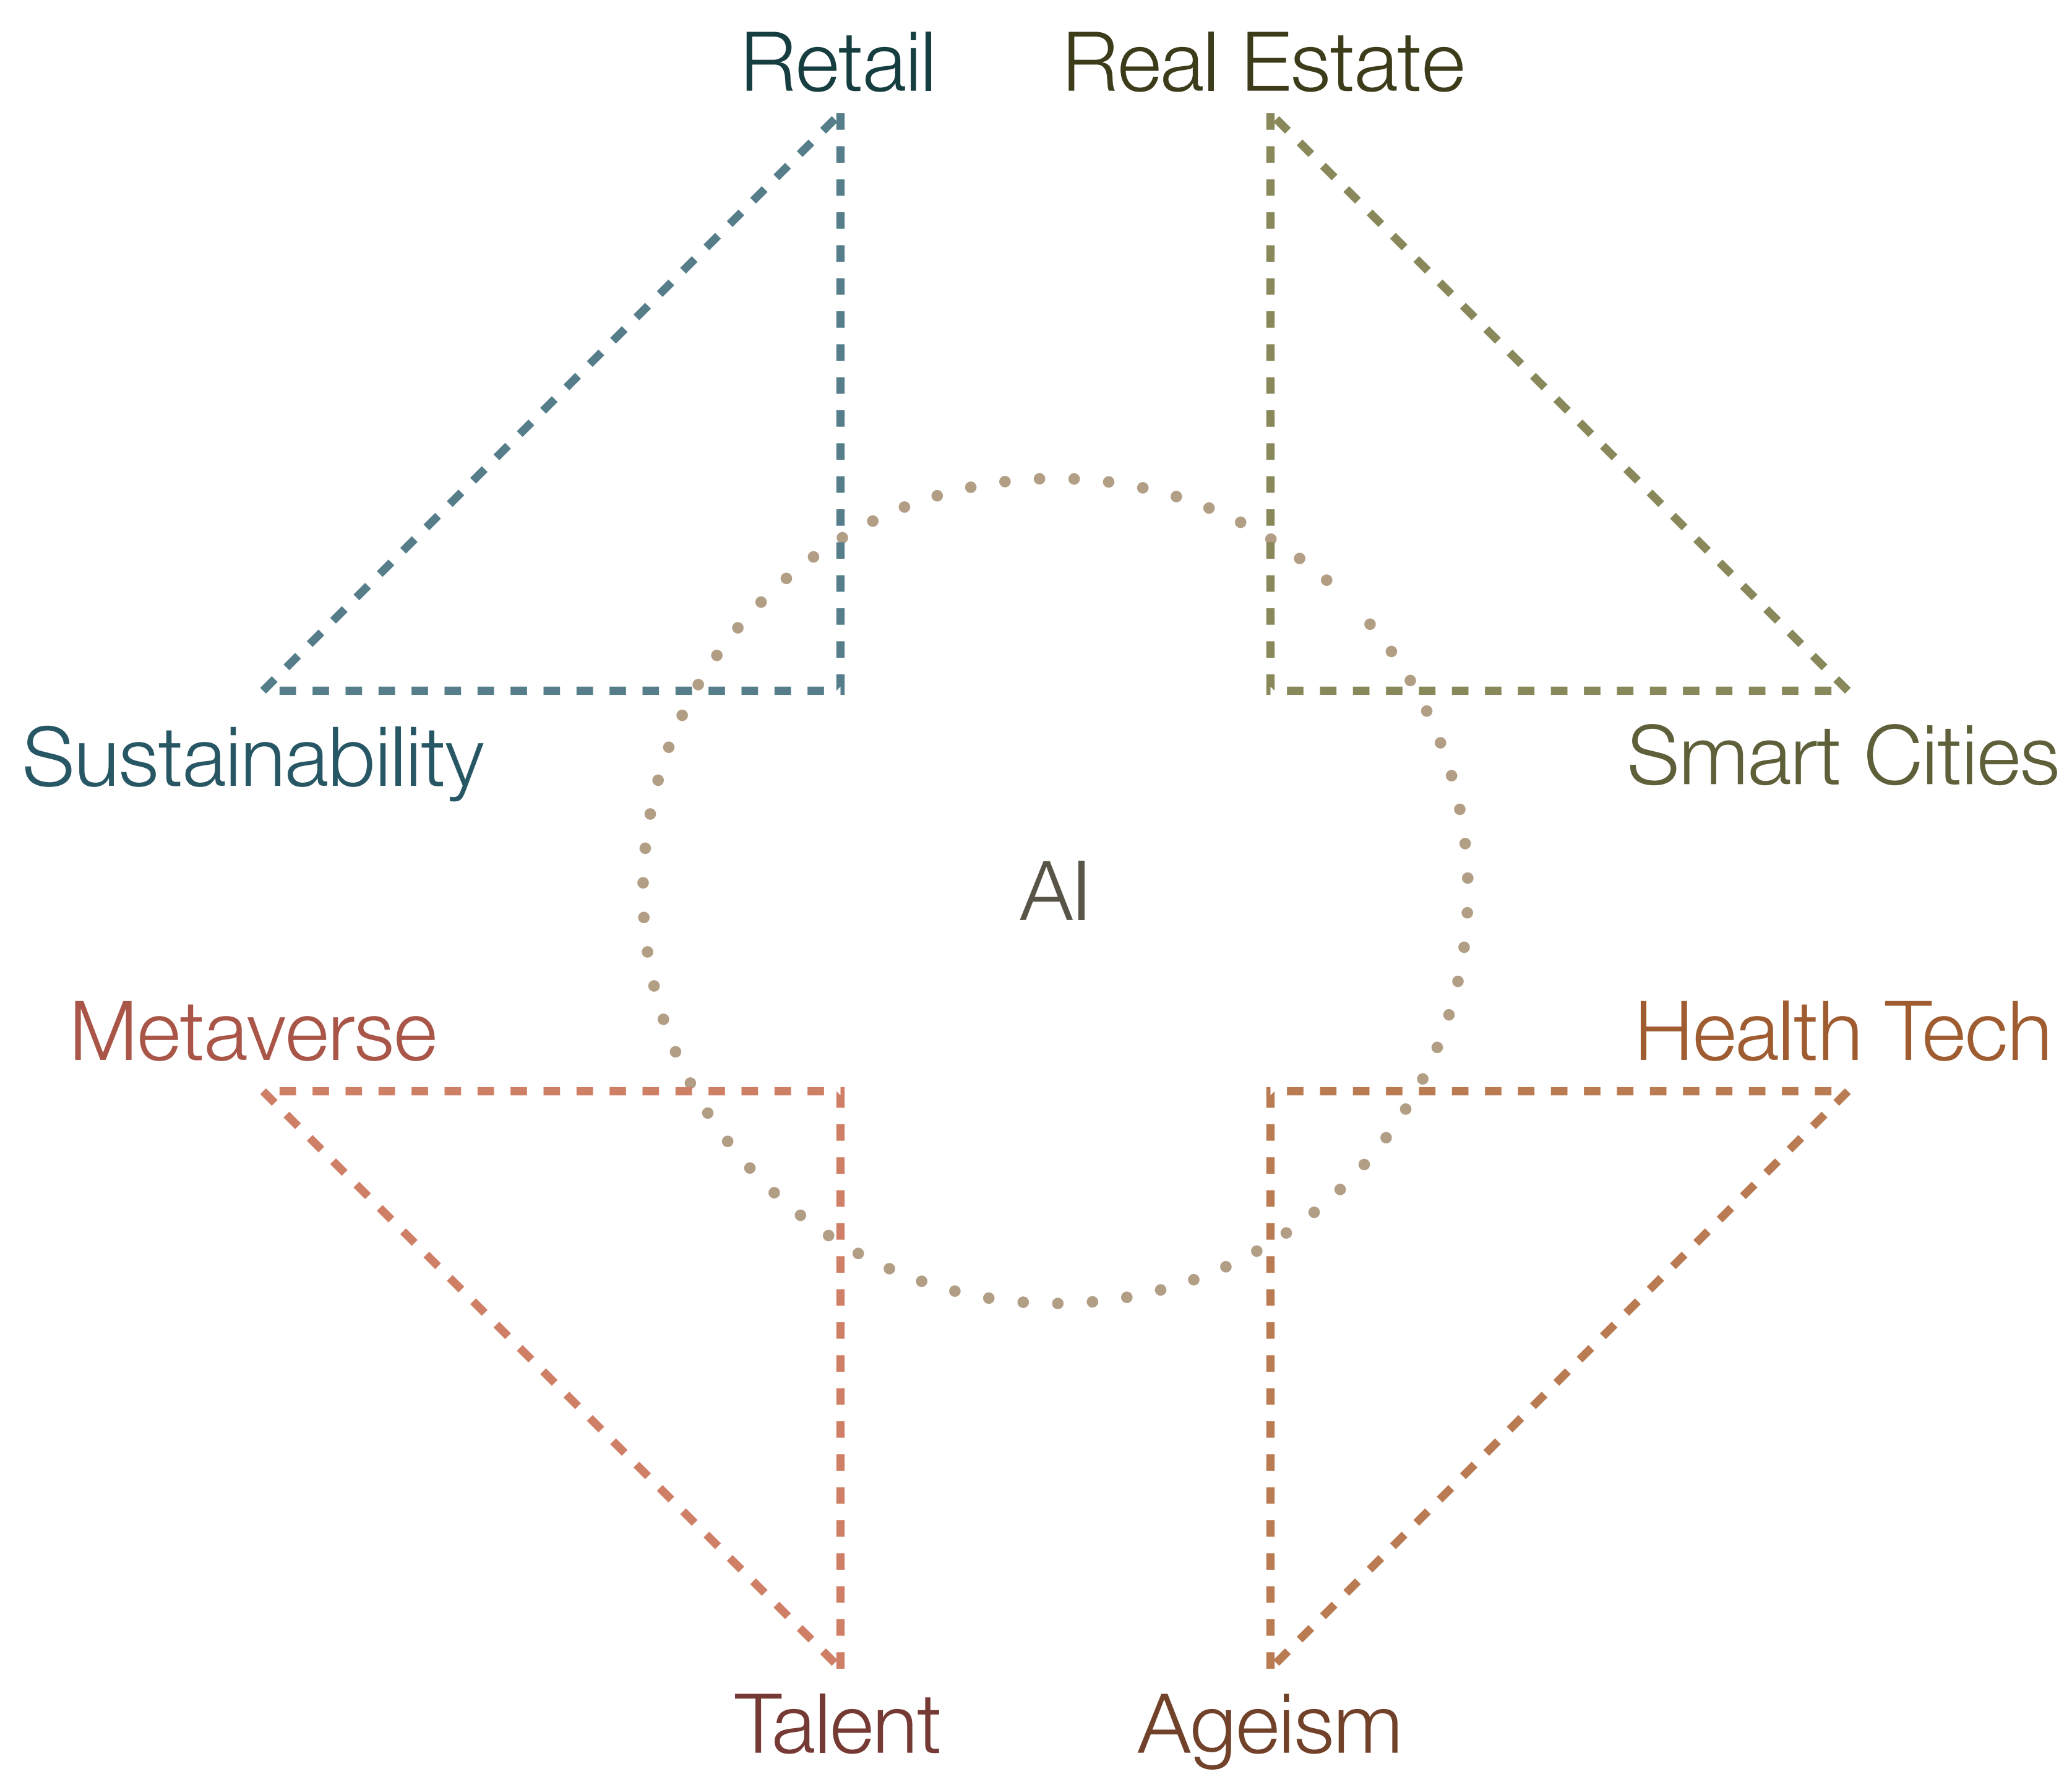 Retail
Real Estate
Sustainability
Smart Cities
AI
Metaverse
Health Tech
Talent
Ageism